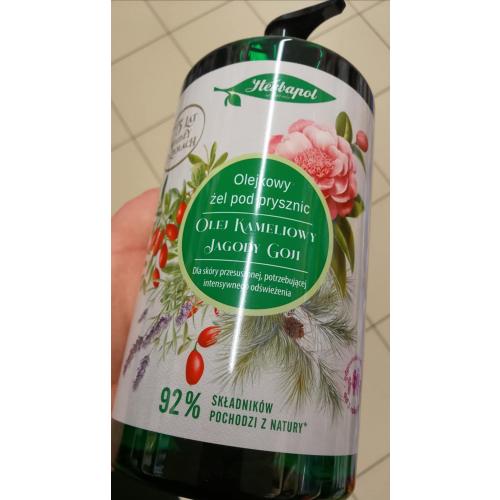 Herbapol
LAT
Olejkowy
żel pod prysznic
OLEJ KAMELIOWY
JAGODY GOJI
Dla skóry przesuszonej, potrzebującej
intensywnego odświeżenia
92% SKŁADNIKÓW
POCHODZI Z NATURY*